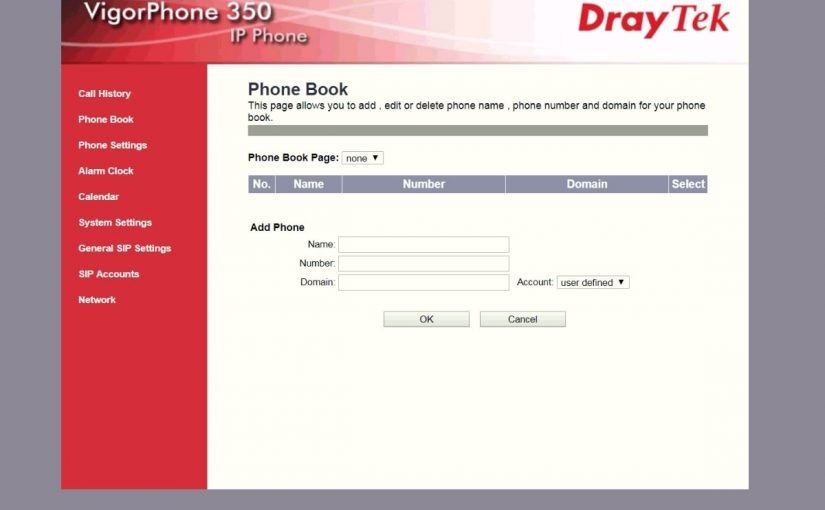 VigorPhone 350
IP Phone
DrayTek
Call History
Phone Book
Phone Settings
Alarm Clock
Calendar
System Settings
General SIP Settings
SIP Accounts
Network
Phone Book
This page allows you to add , edit or delete phone name , phone number and domain for your phone
book.
Phone Book Page: none
No. Name Number Domain Select
Add Phone
Name:
Number:
Domain: Account: user defined
OK Cancel